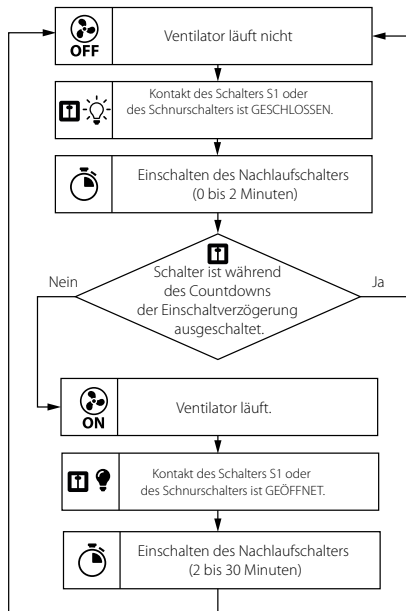 OFF
Ventilator läuft nicht
Kontakt des Schalters S1 oder
des Schnurschalters ist GESCHLOSSEN.
Einschalten des Nachlaufschalters
(0 bis 2 Minuten)
Nein
Schalter ist während
des Countdowns
der Einschaltverzögerung
ausgeschaltet.
Ja
ON
Ventilator läuft.
Kontakt des Schalters S1 oder
des Schnurschalters ist GEÖFFNET.
Einschalten des Nachlaufschalters
(2 bis 30 Minuten)